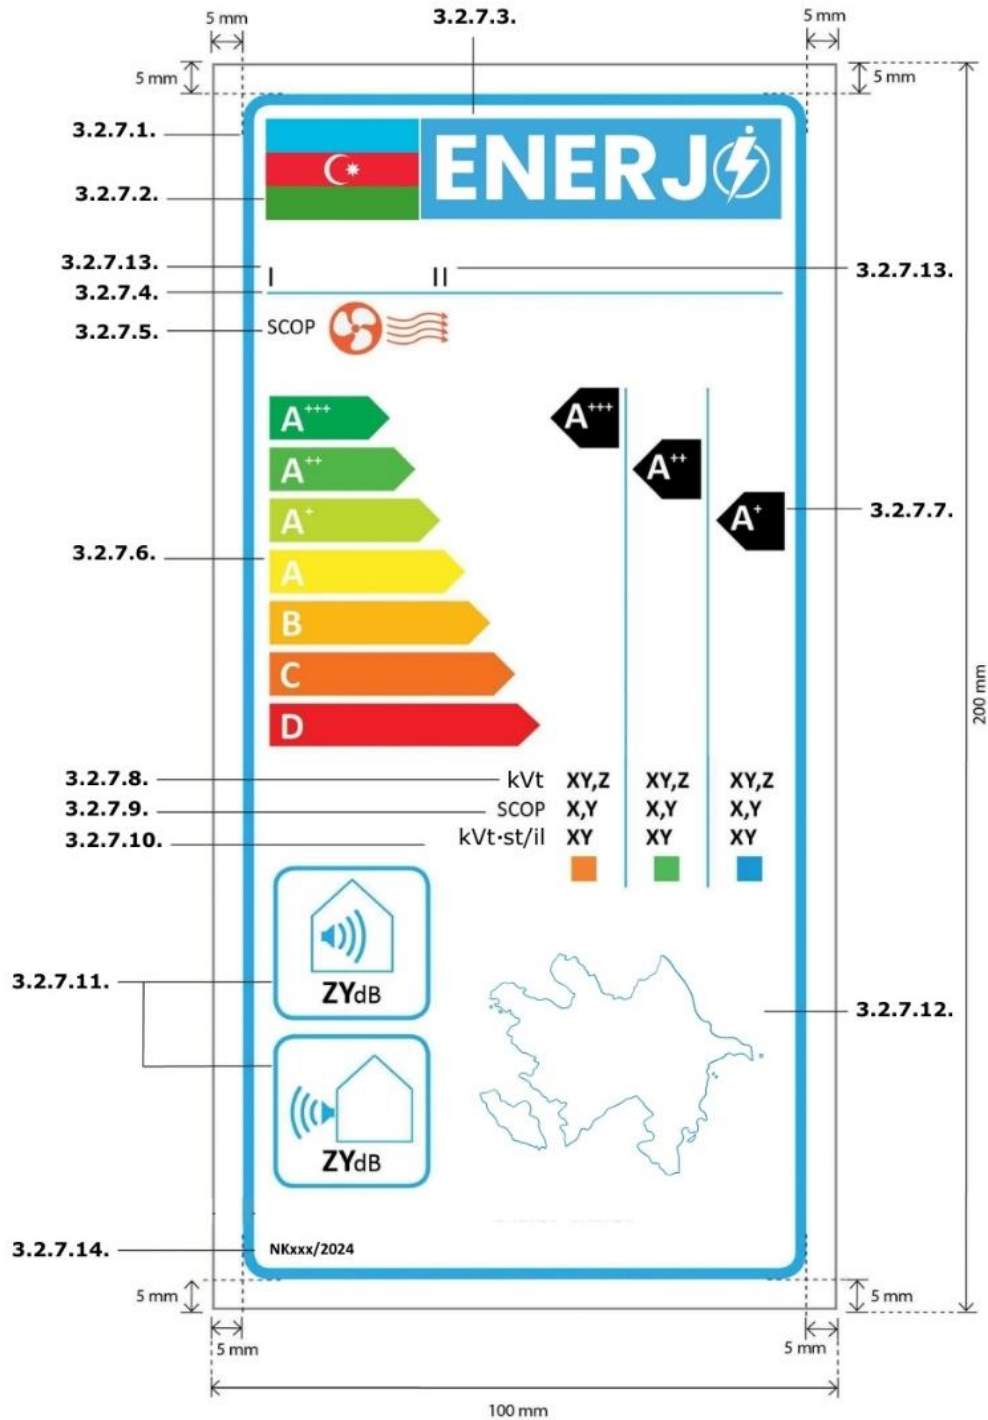 5 mm 3.2.7.3. 5 mm
5 mm 5 mm
3.2.7.1.
ENERJ
3.2.7.2.
3.2.7.13. I II 3.2.7.13.
3.2.7.4.
3.2.7.5. SCOP
A+++ A+++
A++ A++
A+ A+ 3.2.7.7.
3.2.7.6. A
B
C
D
200 mm
3.2.7.8. kVt XY,Z XY,Z XY,Z
3.2.7.9. SCOP X,Y X,Y X,Y
3.2.7.10. kVt·st/il XY XY XY
3.2.7.11. ZYdB 3.2.7.12.
ZYdB
3.2.7.14. NKxxx/2024
5 mm 5 mm
5 mm 5 mm
100 mm